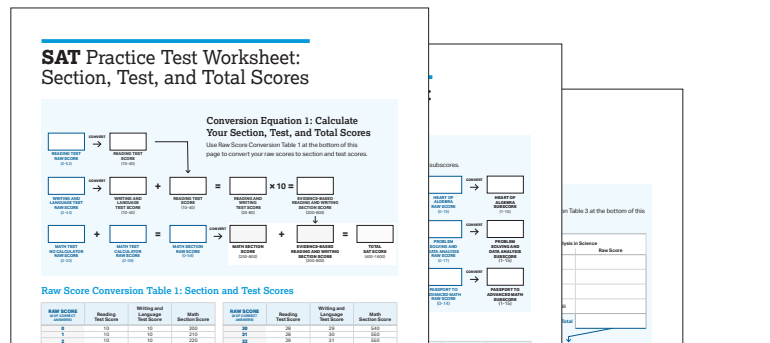 SAT Practice Test Worksheet:
Section, Test, and Total Scores
Conversion Equation 1: Calculate
Your Section, Test, and Total Scores
Use Raw Score Conversion Table 1 at the bottom of this
page to convert your raw scores to section and test scores.
CONVERT
READING TEST
RAW SCORE
(0-52)
READING TEST
SCORE
(10-40)
CONVERT
+
=
× 10 =
WRITING AND
LANGUAGE TEST
RAW SCORE
(0-44)
WRITING AND
LANGUAGE
TEST SCORE
(10-40)
READING TEST
SCORE
(10-40)
READING AND
WRITING
TEST SCORE
(20-80)
EVIDENCE-BASED
READING AND WRITING
SECTION SCORE
(200-800)
+
=
CONVERT
+
=
MATH TEST
NO CALCULATOR
RAW SCORE
(0-20)
MATH TEST
CALCULATOR
RAW SCORE
(0-38)
MATH SECTION
RAW SCORE
(0-58)
MATH SECTION
SCORE
(200-800)
EVIDENCE-BASED
READING AND WRITING
SECTION SCORE
(200-800)
TOTAL
SAT SCORE
(400-1600)
Raw Score Conversion Table 1: Section and Test Scores
RAW SCORE
(# OF CORRECT
ANSWERS)
Reading
Test Score
Writing and
Language
Test Score
Math
Section Score
0 10 10 200
1 10 10 210
2 10 10 220
RAW SCORE
(# OF CORRECT
ANSWERS)
Reading
Test Score
Writing and
Language
Test Score
Math
Section Score
30 28 29 540
31 28 30 550
32 29 31 550
subscores.
CONVERT
HEART OF
ALGEBRA
RAW SCORE
(0-19)
HEART OF
ALGEBRA
SUBSCORE
(1-15)
CONVERT
PROBLEM
SOLVING AND
DATA ANALYSIS
RAW SCORE
(0-17)
PROBLEM
SOLVING AND
DATA ANALYSIS
SUBSCORE
(1-15)
CONVERT
PASSPORT TO
ADVANCED MATH
RAW SCORE
(0-16)
PASSPORT TO
ADVANCED MATH
SUBSCORE
(1-15)
on Table 3 at the bottom of this
lysis in Science
Raw Score
Total